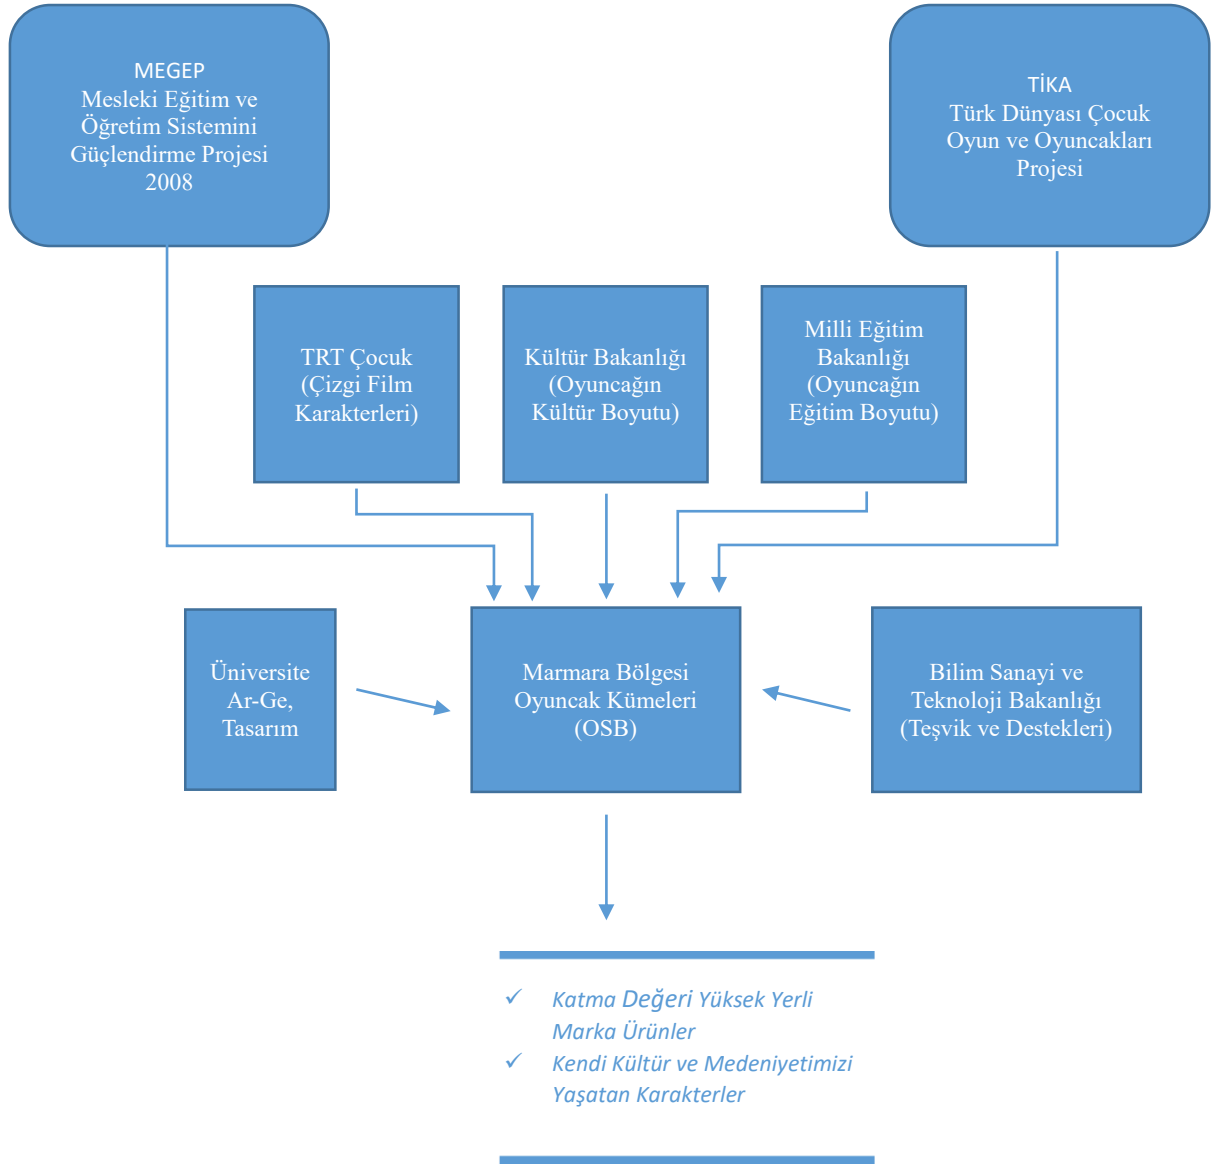 MEGEP
Mesleki Eğitim ve
Öğretim Sistemini
Güçlendirme Projesi
2008
TİKA
Türk Dünyası Çocuk
Oyun ve Oyuncakları
Projesi
TRT Çocuk
(Çizgi Film
Karakterleri)
Kültür Bakanlığı
(Oyuncağın
Kültür Boyutu)
Milli Eğitim
Bakanlığı
(Oyuncağın
Eğitim Boyutu)
Üniversite
Ar-Ge,
Tasarım
Marmara Bölgesi
Oyuncak Kümeleri
(OSB)
Bilim Sanayi ve
Teknoloji Bakanlığı
(Teşvik ve Destekleri)
✓ Katma Değeri Yüksek Yerli
Marka Ürünler
✓ Kendi Kültür ve Medeniyetimizi
Yaşatan Karakterler